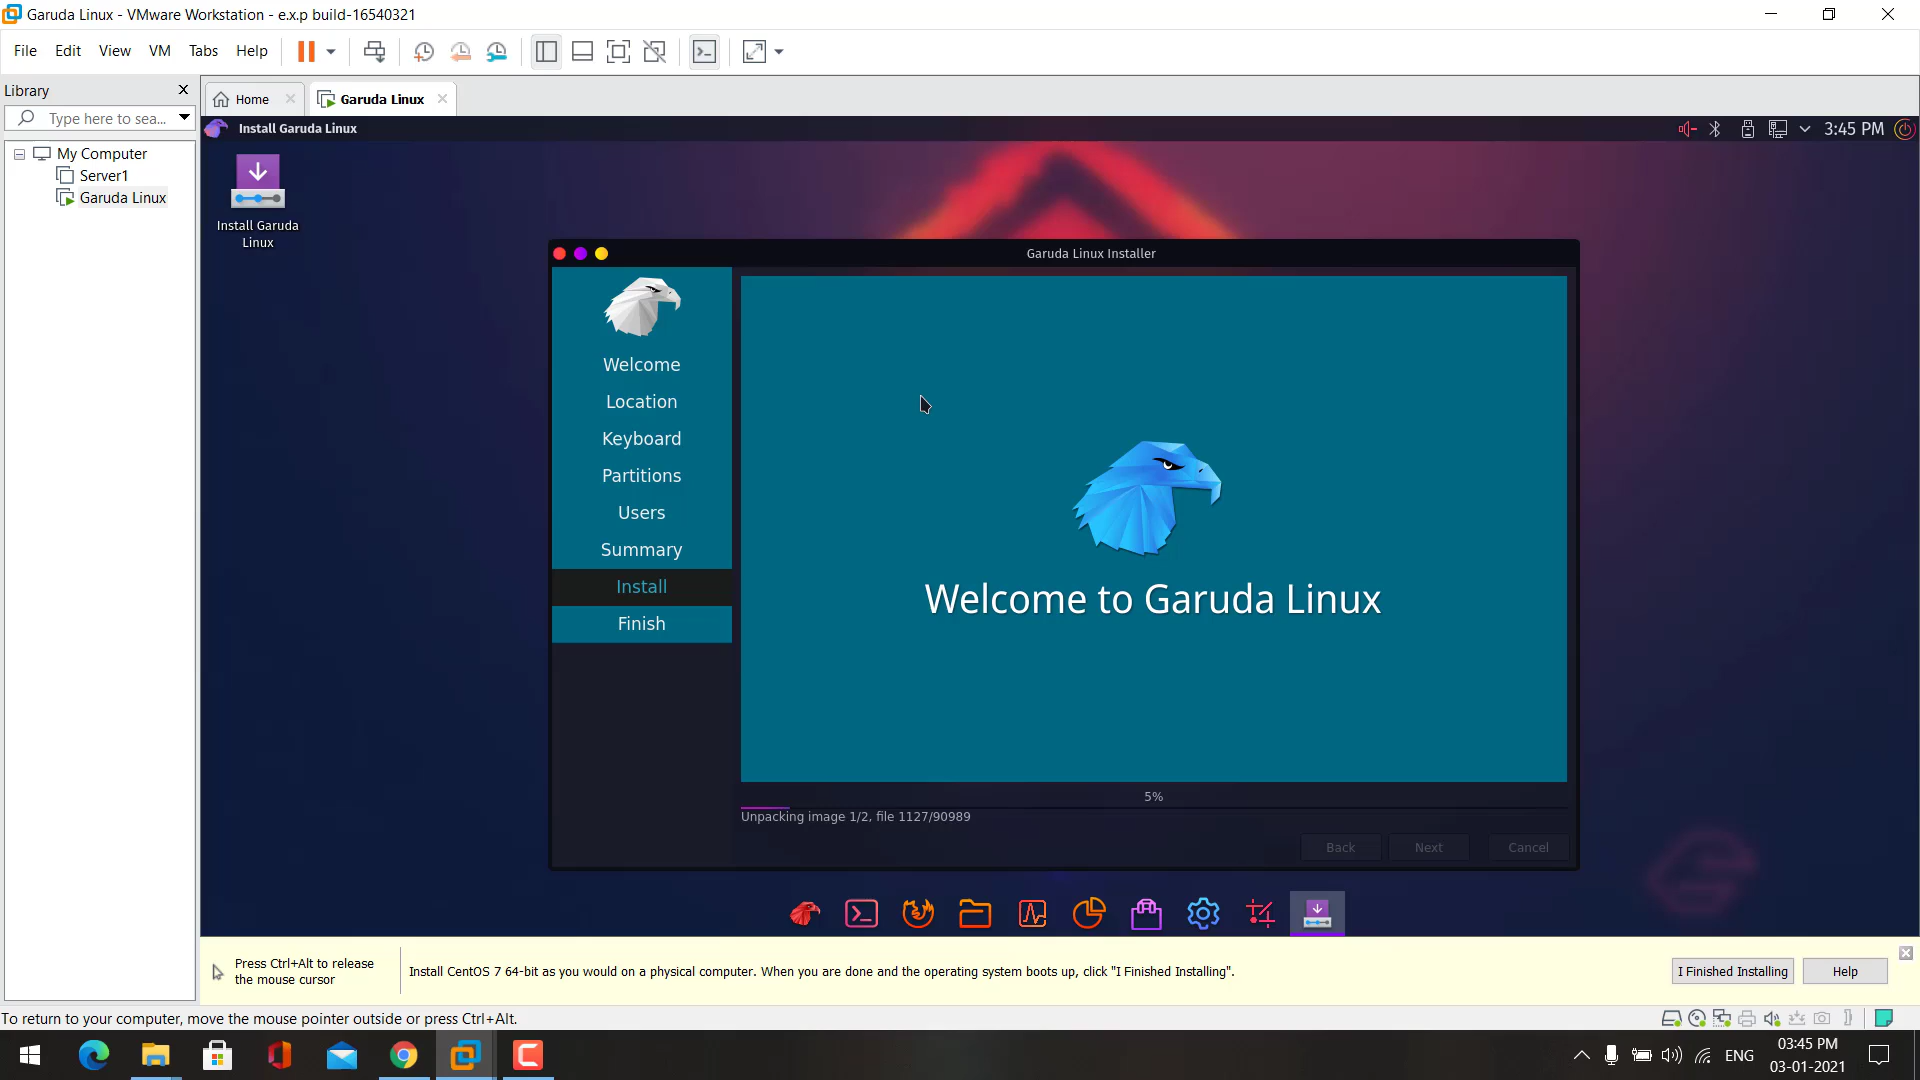 Garuda Linux - VMware Workstation - e.x.p build-16540321
File Edit View VM Tabs Help
Library
Type here to sea...
My Computer
Server1
Garuda Linux
Home
Garuda Linux
Install Garuda Linux
3:45 PM
Install Garuda
Linux
Garuda Linux Installer
Welcome
Location
Keyboard
Partitions
Users
Summary
Install
Finish
Welcome to Garuda Linux
5%
Unpacking image 1/2, file 1127/90989
Back Next Cancel
Press Ctrl+Alt to release
the mouse cursor
Install CentOS 7 64-bit as you would on a physical computer. When you are done and the operating system boots up, click "I Finished Installing".
I Finished Installing
Help
To return to your computer, move the mouse pointer outside or press Ctrl+Alt.
ENG
03:45 PM
03-01-2021